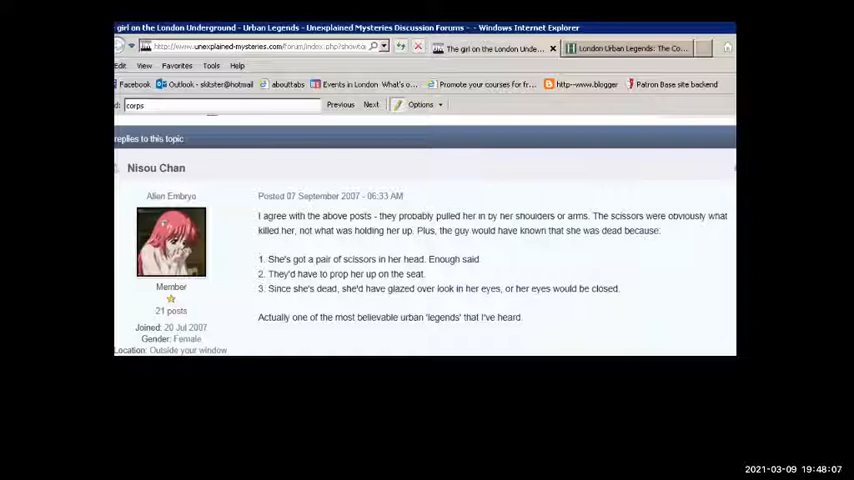 girl on the London Underground - Urban Legends - Unexplained Mysteries Discussion Forums - - Windows Internet Explorer
http://www.unexplained-mysteries.com/forum/index.php?showto
The girl on the London Unde...
London Urban Legends: The Co...
Edit View Favorites Tools Help
Facebook Outlook - skitster@hotmail abouttabs Events in London What's o... Promote your courses for f... http--www.blogger Patron Base site backend
d: corps Previous Next Options
replies to this topic
Nisou Chan
Alien Embryo
Member
21 posts
Joined: 20 Jul 2007
Gender: Female
Location: Outside your window
Posted 07 September 2007 - 06:33 AM
I agree with the above posts - they probably pulled her in by her shoulders or arms. The scissors were obviously what
killed her, not what was holding her up. Plus, the guy would have known that she was dead because:
1. She's got a pair of scissors in her head. Enough said
2. They'd have to prop her up on the seat.
3. Since she's dead, she'd have glazed over look in her eyes, or her eyes would be closed.
Actually one of the most believable urban 'legends' that I've heard.
2021-03-09 19:48:07